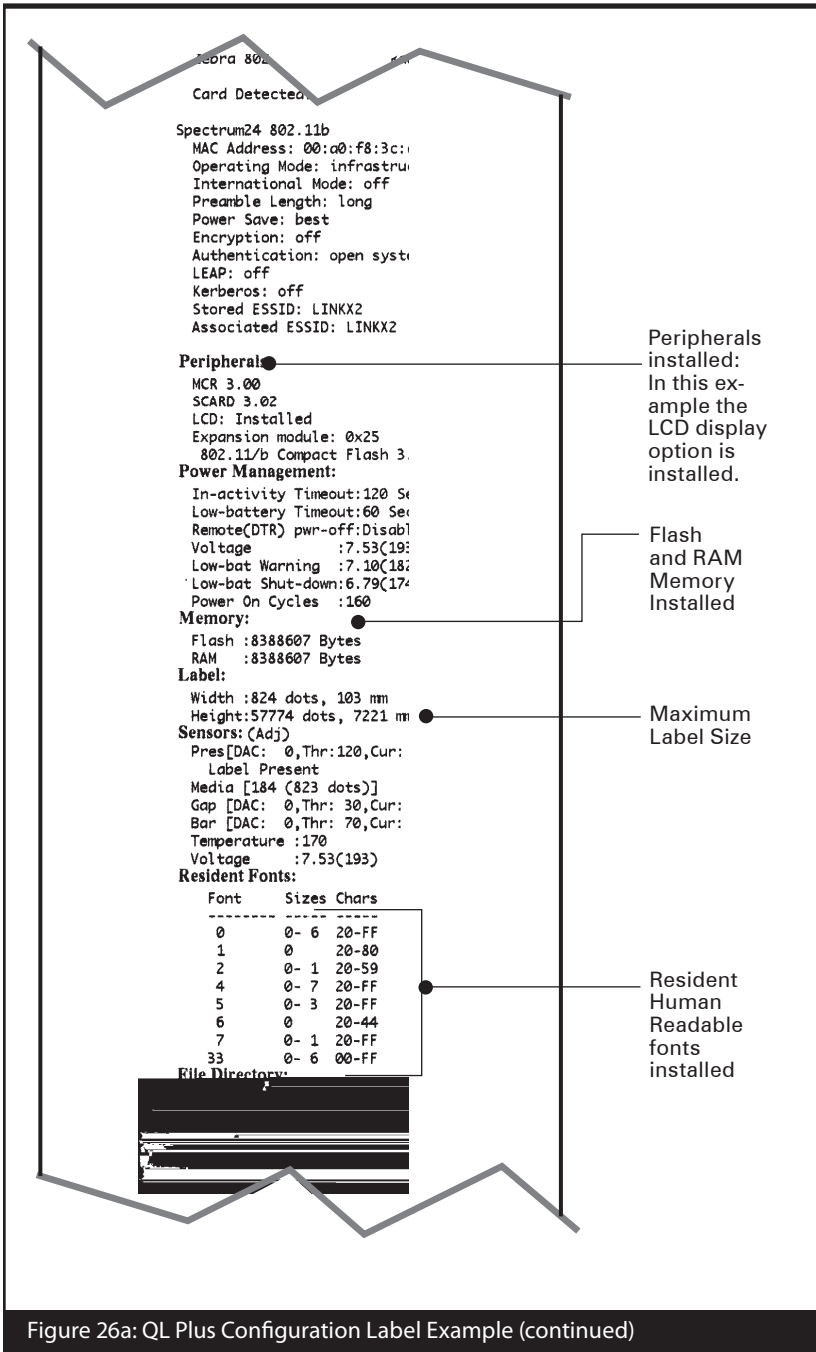 Zebra 802
Card Detected
Spectrum24 802.11b
MAC Address: 00:a0:f8:3c:
Operating Mode: infrastru
International Mode: off
Preamble Length: long
Power Save: best
Encryption: off
Authentication: open syst
LEAP: off
Kerberos: off
Stored ESSID: LINKX2
Associated ESSID: LINKX2
Peripherals
MCR 3.00
SCARD 3.02
LCD: Installed
Expansion module: 0x25
802.11/b Compact Flash 3.
Power Management:
In-activity Timeout:120 Se
Low-battery Timeout:60 Sec
Remote(DTR) pwr-off:Disabl
Voltage :7.53(193
Low-bat Warning :7.10(182
Low-bat Shut-down:6.79(174
Power On Cycles :160
Memory:
Flash :8388607 Bytes
RAM :8388607 Bytes
Label:
Width :824 dots, 103 mm
Height:57774 dots, 7221 mm
Sensors: (Adj)
Pres[DAC: 0,Thr:120,Cur:
Label Present
Media [184 (823 dots)]
Gap [DAC: 0,Thr: 30,Cur:
Bar [DAC: 0,Thr: 70,Cur:
Temperature :170
Voltage :7.53(193)
Resident Fonts:
Font Sizes Chars
-------- ----- -----
0 0- 6 20-FF
1 0 20-80
2 0- 1 20-59
4 0- 7 20-FF
5 0- 3 20-FF
6 0 20-44
7 0- 1 20-FF
33 0- 6 00-FF
File Directory:
Peripherals
installed:
In this ex-
ample the
LCD display
option is
installed.
Flash
and RAM
Memory
Installed
Maximum
Label Size
Resident
Human
Readable
fonts
installed
Figure 26a: QL Plus Configuration Label Example (continued)